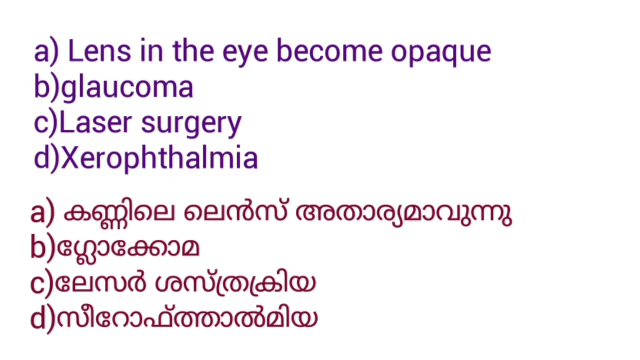 a) Lens in the eye become opaque
b)glaucoma
c)Laser surgery
d)Xerophthalmia
a) കണ്ണിലെ ലെൻസ് അതാര്യമാവുന്നു
b)ഗ്ലോക്കോമ
c)ലേസർ ശസ്ത്രക്രിയ
d)സീറോഫ്ത്താൽമിയ